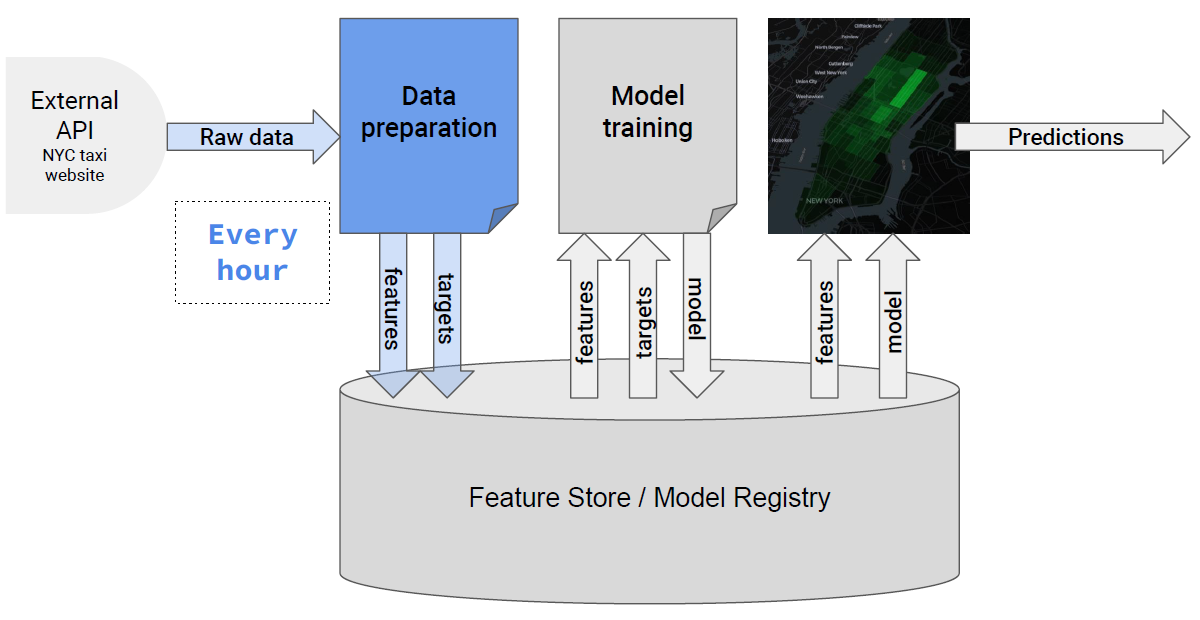 External
API
NYC taxi
website
Raw data
Every
hour
Data
preparation
Model
training
Cliffside Park
Fairview
North Bergen
Guttenberg
West New York
Union City
Weehawken
Hoboken
NEW YORK
Predictions
features
targets
features
targets
model
features
model
Feature Store / Model Registry